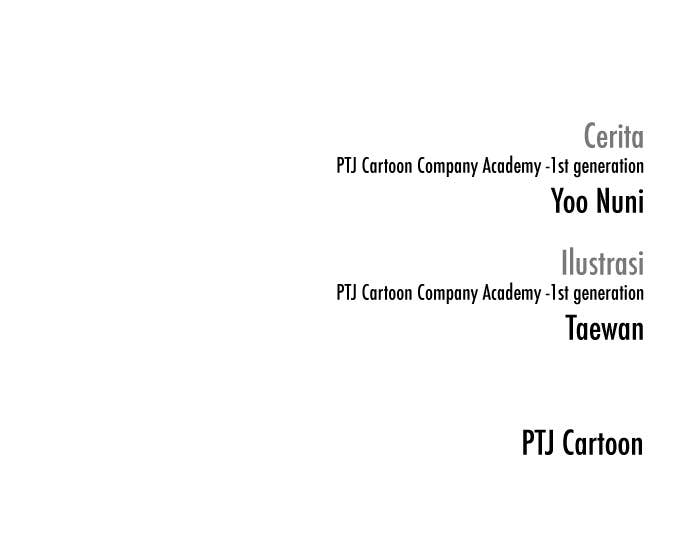 Cerita
PTJ Cartoon Company Academy -1st generation
Yoo Nuni
Ilustrasi
PTJ Cartoon Company Academy -1st generation
Taewan
PTJ Cartoon